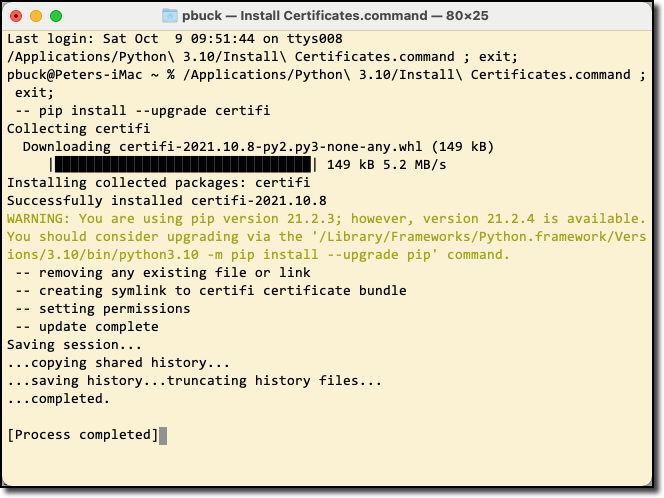 pbuck — Install Certificates.command — 80×25
Last login: Sat Oct  9 09:51:44 on ttys008
/Applications/Python\ 3.10/Install\ Certificates.command ; exit;
pbuck@Peters-iMac ~ % /Applications/Python\ 3.10/Install\ Certificates.command ;
 exit;
 -- pip install --upgrade certifi
Collecting certifi
  Downloading certifi-2021.10.8-py2.py3-none-any.whl (149 kB)
     |████████████████████████████████| 149 kB 5.2 MB/s
Installing collected packages: certifi
Successfully installed certifi-2021.10.8
WARNING: You are using pip version 21.2.3; however, version 21.2.4 is available.
You should consider upgrading via the '/Library/Frameworks/Python.framework/Vers
ions/3.10/bin/python3.10 -m pip install --upgrade pip' command.
 -- removing any existing file or link
 -- creating symlink to certifi certificate bundle
 -- setting permissions
 -- update complete
Saving session...
...copying shared history...
...saving history...truncating history files...
...completed.
[Process completed]